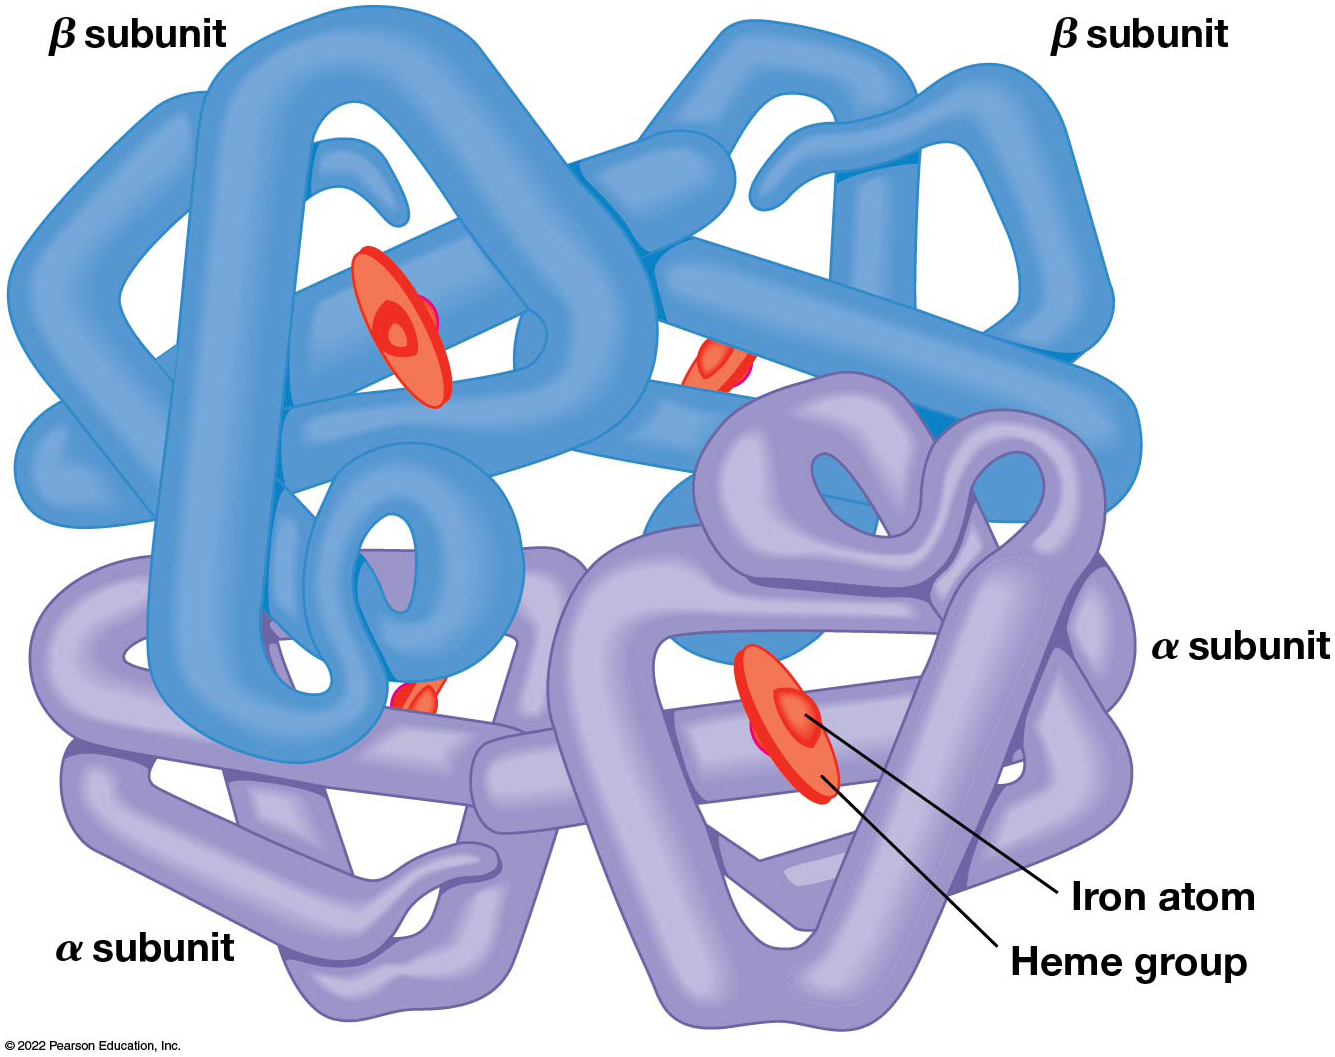 β subunit
β subunit
α subunit
Iron atom
α subunit
Heme group
© 2022 Pearson Education, Inc.